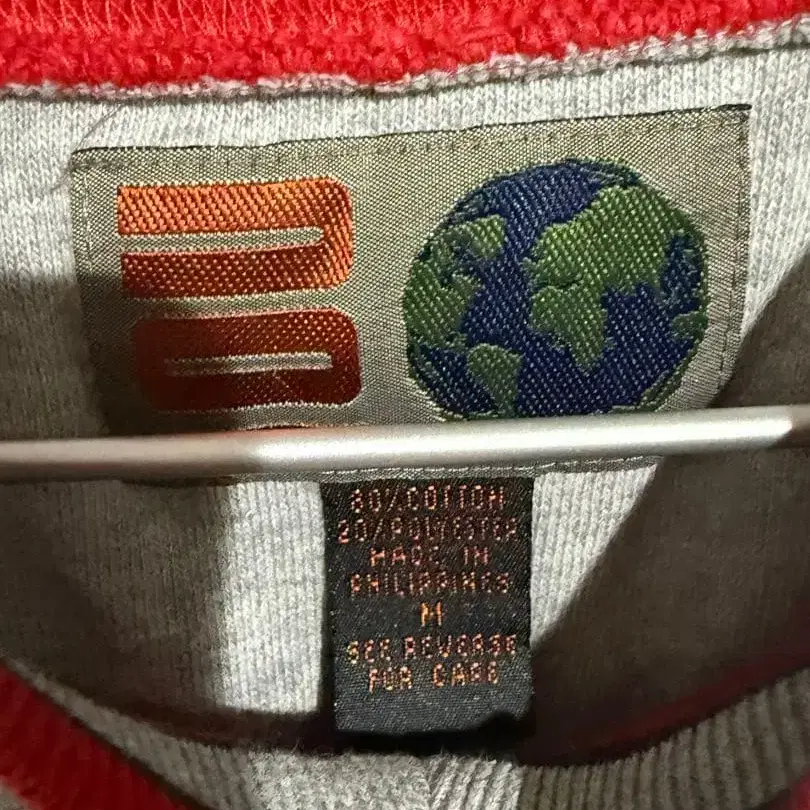 80%COTTON
20%POLYESTER
MADE IN
PHILIPPINES
M
SEE REVERSE
FOR CARE